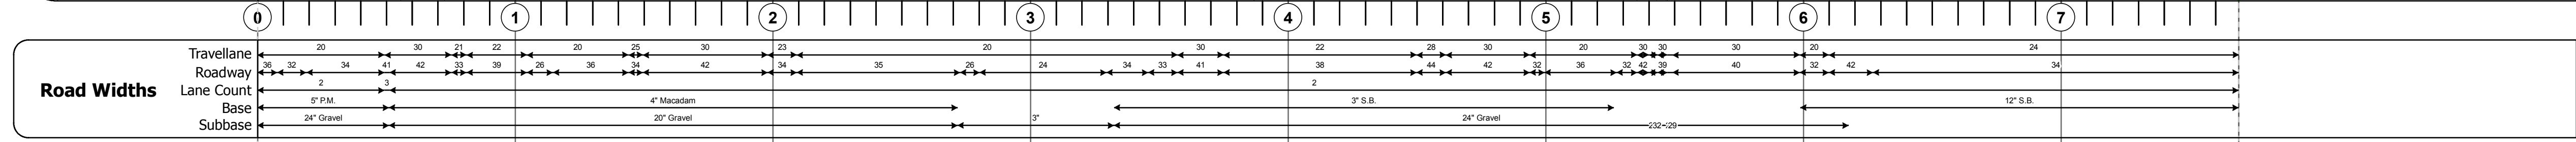 0 1 2 3 4 5 6 7
Road Widths
Travellane 20 30 21 22 20 25 30 23 20 30 22 28 30 20 30 30 30 20 24
Roadway 36 32 34 41 42 33 39 26 36 34 42 34 35 26 24 34 33 41 38 44 42 32 36 32 42 39 40 32 42 34
Lane Count 2 3 2
Base 5" P.M. 4" Macadam 3" S.B. 12" S.B.
Subbase 24" Gravel 20" Gravel 3" 24" Gravel